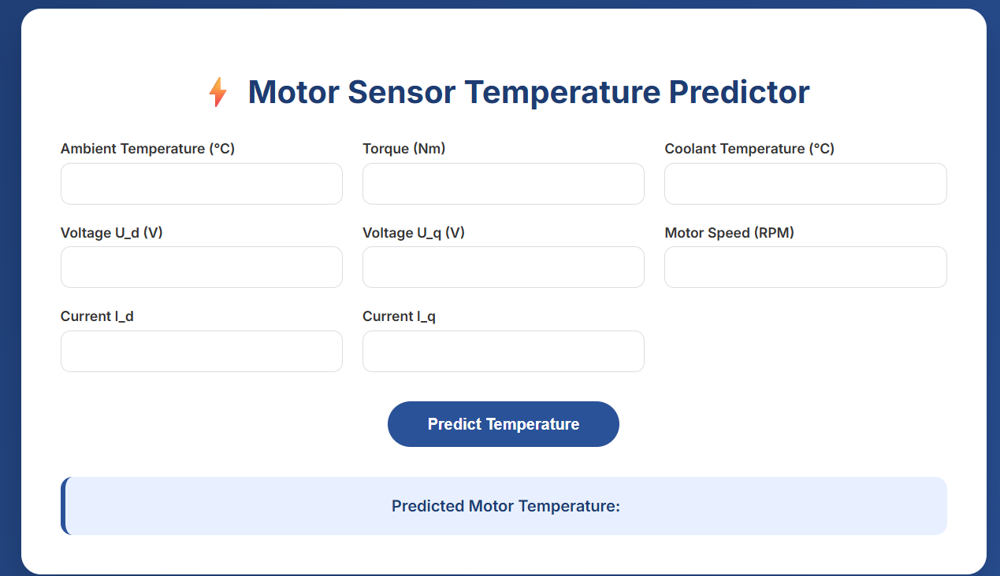 ⚡ Motor Sensor Temperature Predictor
Ambient Temperature (°C) Torque (Nm) Coolant Temperature (°C)
Voltage U_d (V) Voltage U_q (V) Motor Speed (RPM)
Current I_d Current I_q
Predict Temperature
Predicted Motor Temperature: